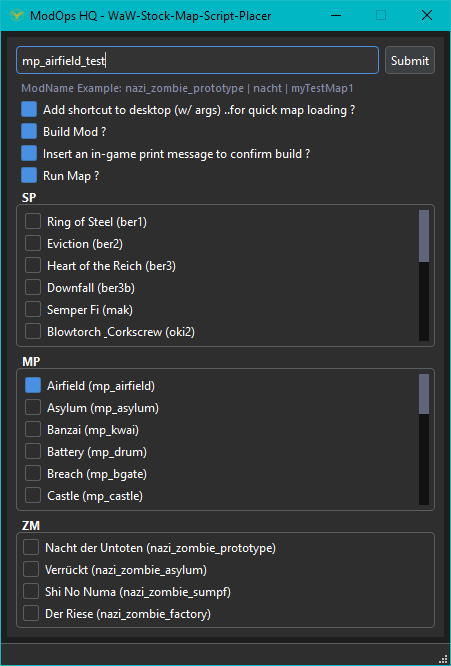 ModOps HQ - WaW-Stock-Map-Script-Placer
mp_airfield_test Submit
ModName Example: nazi_zombie_prototype | nacht | myTestMap1
Add shortcut to desktop (w/ args) ..for quick map loading ?
Build Mod ?
Insert an in-game print message to confirm build ?
Run Map ?
SP
Ring of Steel (ber1)
Eviction (ber2)
Heart of the Reich (ber3)
Downfall (ber3b)
Semper Fi (mak)
Blowtorch _Corkscrew (oki2)
MP
Airfield (mp_airfield)
Asylum (mp_asylum)
Banzai (mp_kwai)
Battery (mp_drum)
Breach (mp_bgate)
Castle (mp_castle)
ZM
Nacht der Untoten (nazi_zombie_prototype)
Verrückt (nazi_zombie_asylum)
Shi No Numa (nazi_zombie_sumpf)
Der Riese (nazi_zombie_factory)